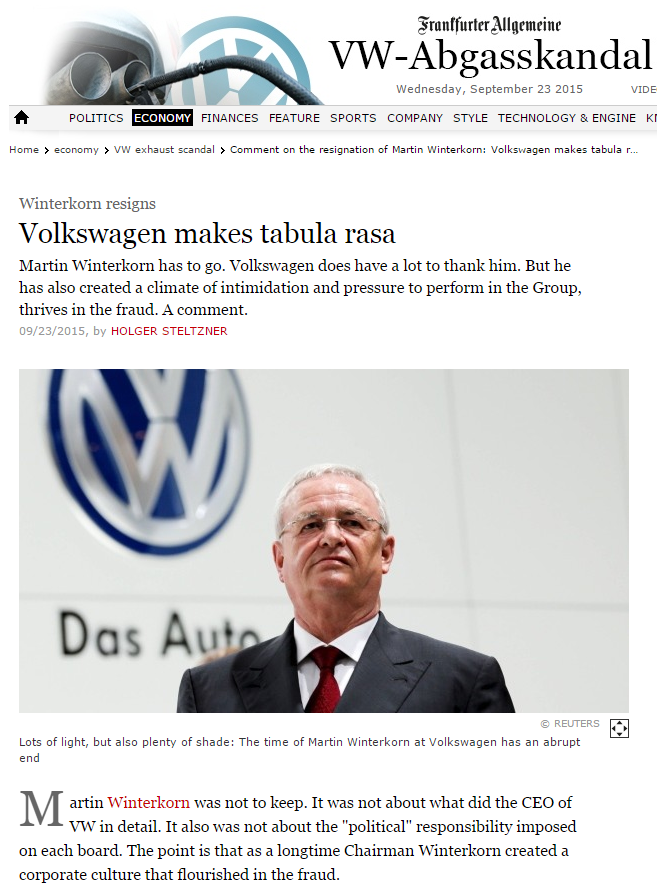 Frankfurter Allgemeine
VW-Abgasskandal
Wednesday, September 23 2015
VIDE
POLITICS ECONOMY FINANCES FEATURE SPORTS COMPANY STYLE TECHNOLOGY & ENGINE K
Home > economy > VW exhaust scandal > Comment on the resignation of Martin Winterkorn: Volkswagen makes tabula r...
Winterkorn resigns
Volkswagen makes tabula rasa
Martin Winterkorn has to go. Volkswagen does have a lot to thank him. But he
has also created a climate of intimidation and pressure to perform in the Group,
thrives in the fraud. A comment.
09/23/2015, by HOLGER STELTZNER
Das Auto
© REUTERS
Lots of light, but also plenty of shade: The time of Martin Winterkorn at Volkswagen has an abrupt
end
Martin Winterkorn was not to keep. It was not about what did the CEO of
VW in detail. It also was not about the "political" responsibility imposed
on each board. The point is that as a longtime Chairman Winterkorn created a
corporate culture that flourished in the fraud.